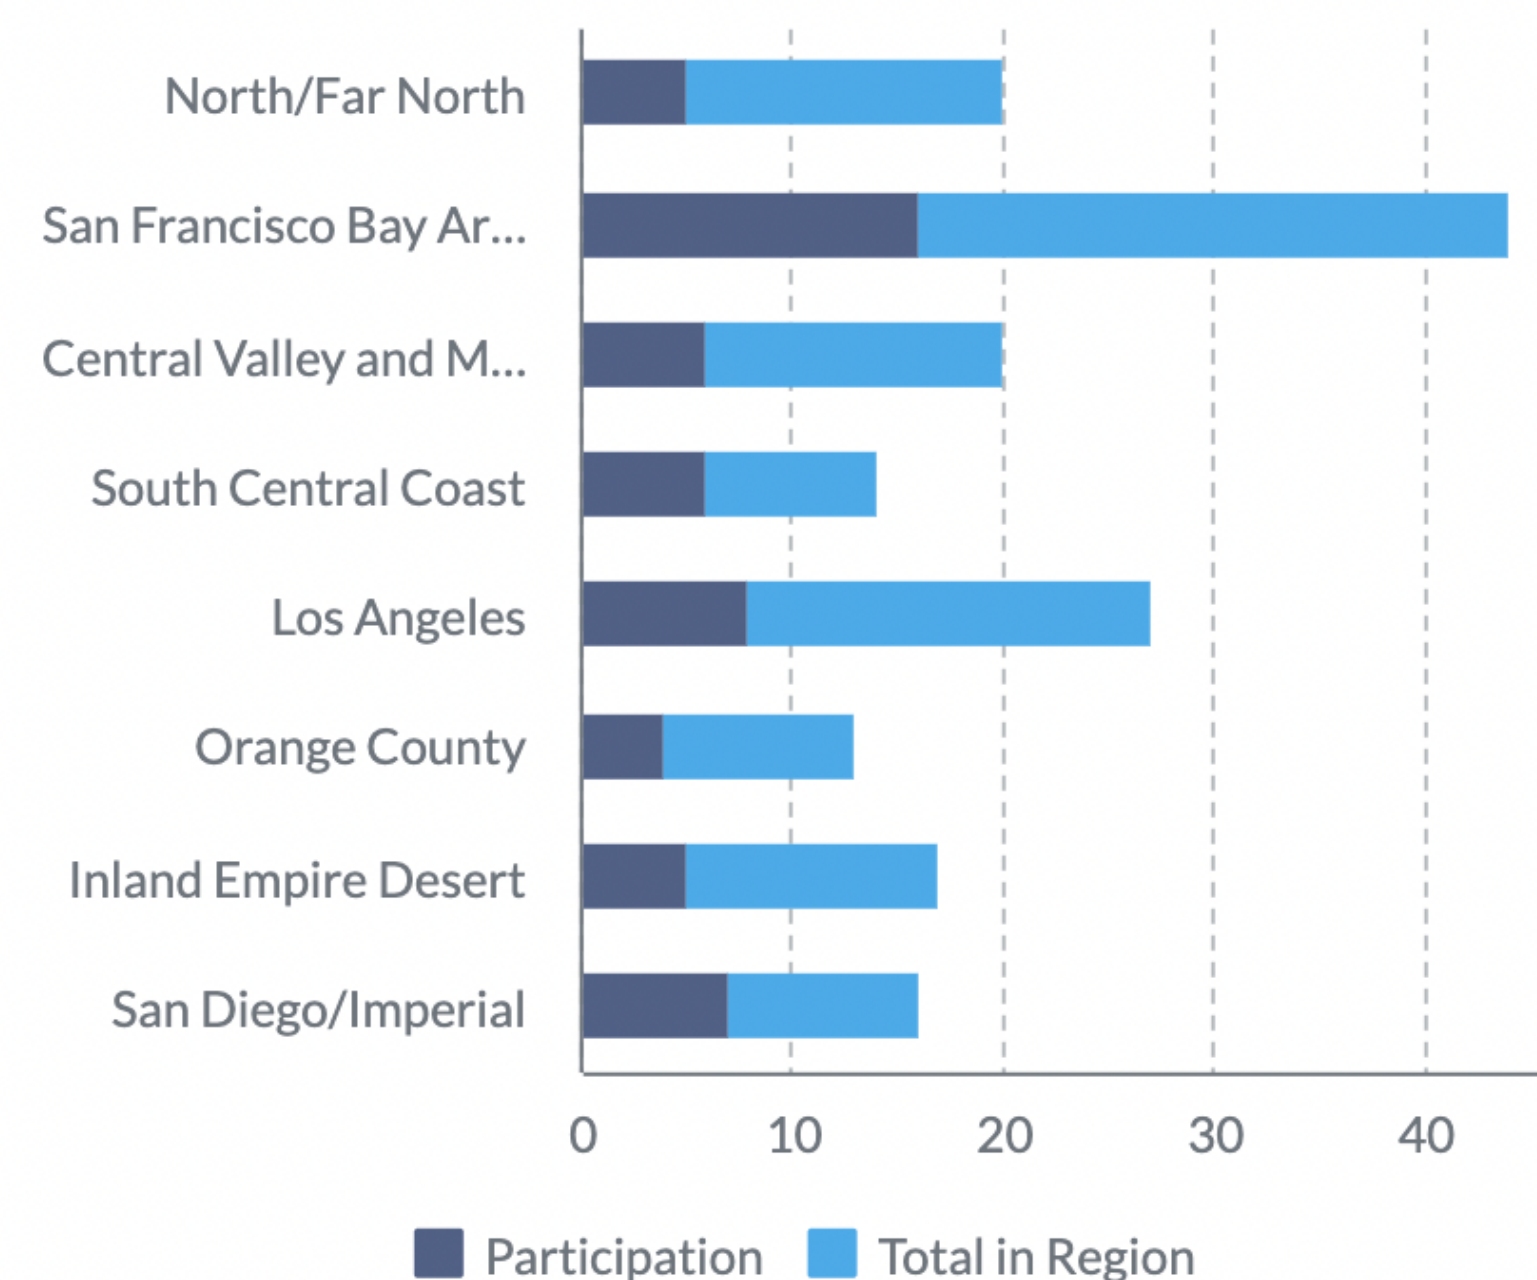 North/Far North
San Francisco Bay Ar...
Central Valley and M...
South Central Coast
Los Angeles
Orange County
Inland Empire Desert
San Diego/Imperial
0 10 20 30 40
Participation Total in Region